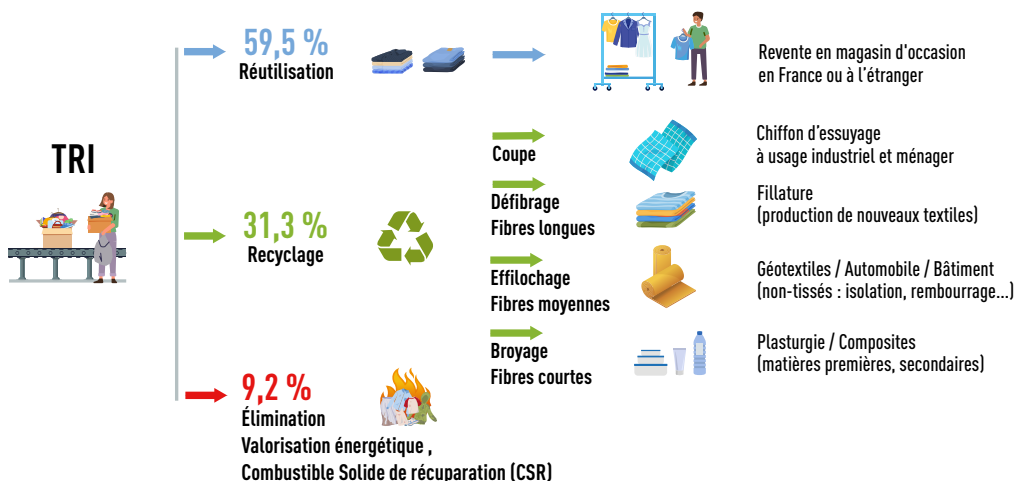 TRI
59,5 %
Réutilisation
Revente en magasin d'occasion
en France ou à l'étranger
31,3 %
Recyclage
Coupe
Chiffon d'essuyage
à usage industriel et ménager
Défibrage
Fibres longues
Fillature
(production de nouveaux textiles)
Effilochage
Fibres moyennes
Géotextiles / Automobile / Bâtiment
(non-tissés : isolation, rembourrage...)
Broyage
Fibres courtes
Plasturgie / Composites
(matières premières, secondaires)
9,2 %
Élimination
Valorisation énergétique ,
Combustible Solide de récuparation (CSR)